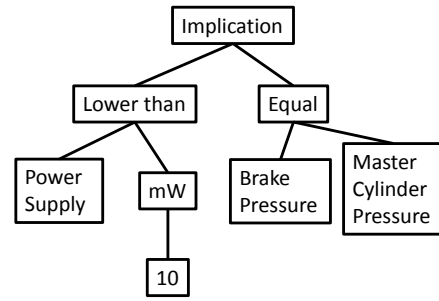 Implication
Lower than
Equal
Power
Supply
mW
Brake
Pressure
Master
Cylinder
Pressure
10